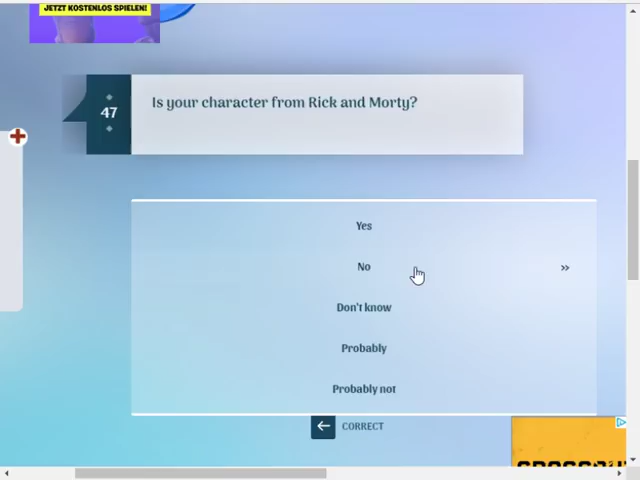 JETZT KOSTENLOS SPIELEN!
47
Is your character from Rick and Morty?
Yes
No
Don't know
Probably
Probably not
CORRECT